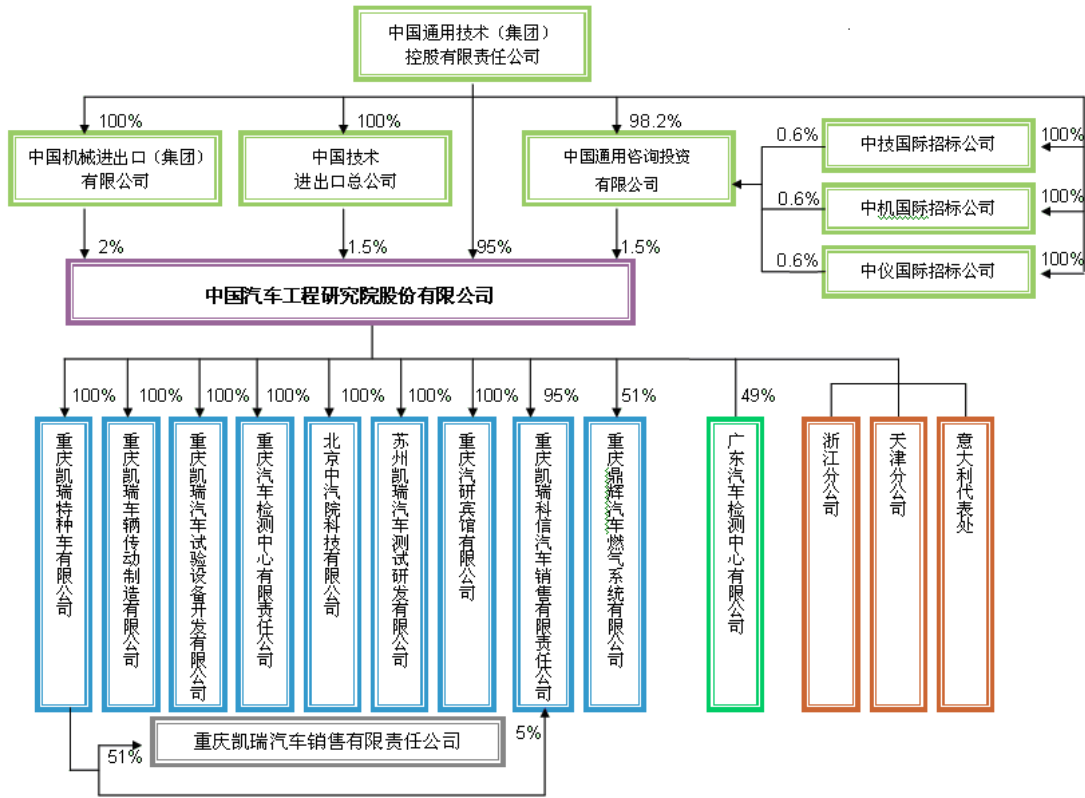 中国通用技术（集团）
控股有限责任公司
100%
100%
98.2%
中国机械进出口（集团）
有限公司
中国技术
进出口总公司
中国通用咨询投资
有限公司
0.6%
中技国际招标公司
100%
0.6%
中机国际招标公司
100%
0.6%
中仪国际招标公司
100%
2%
1.5%
95%
1.5%
中国汽车工程研究院股份有限公司
100%
100%
100%
100%
100%
100%
100%
95%
51%
49%
重庆凯瑞特种车有限公司
重庆凯瑞车辆传动制造有限公司
重庆凯瑞汽车试验设备开发有限公司
重庆汽车检测中心有限责任公司
北京中汽院科技有限公司
苏州凯瑞汽车测试研发有限公司
重庆汽研宾馆有限公司
重庆凯瑞科信汽车销售有限责任公司
重庆鼎辉汽车燃气系统有限公司
广东汽车检测中心有限公司
浙江分公司
天津分公司
意大利代表处
51%
重庆凯瑞汽车销售有限责任公司
5%